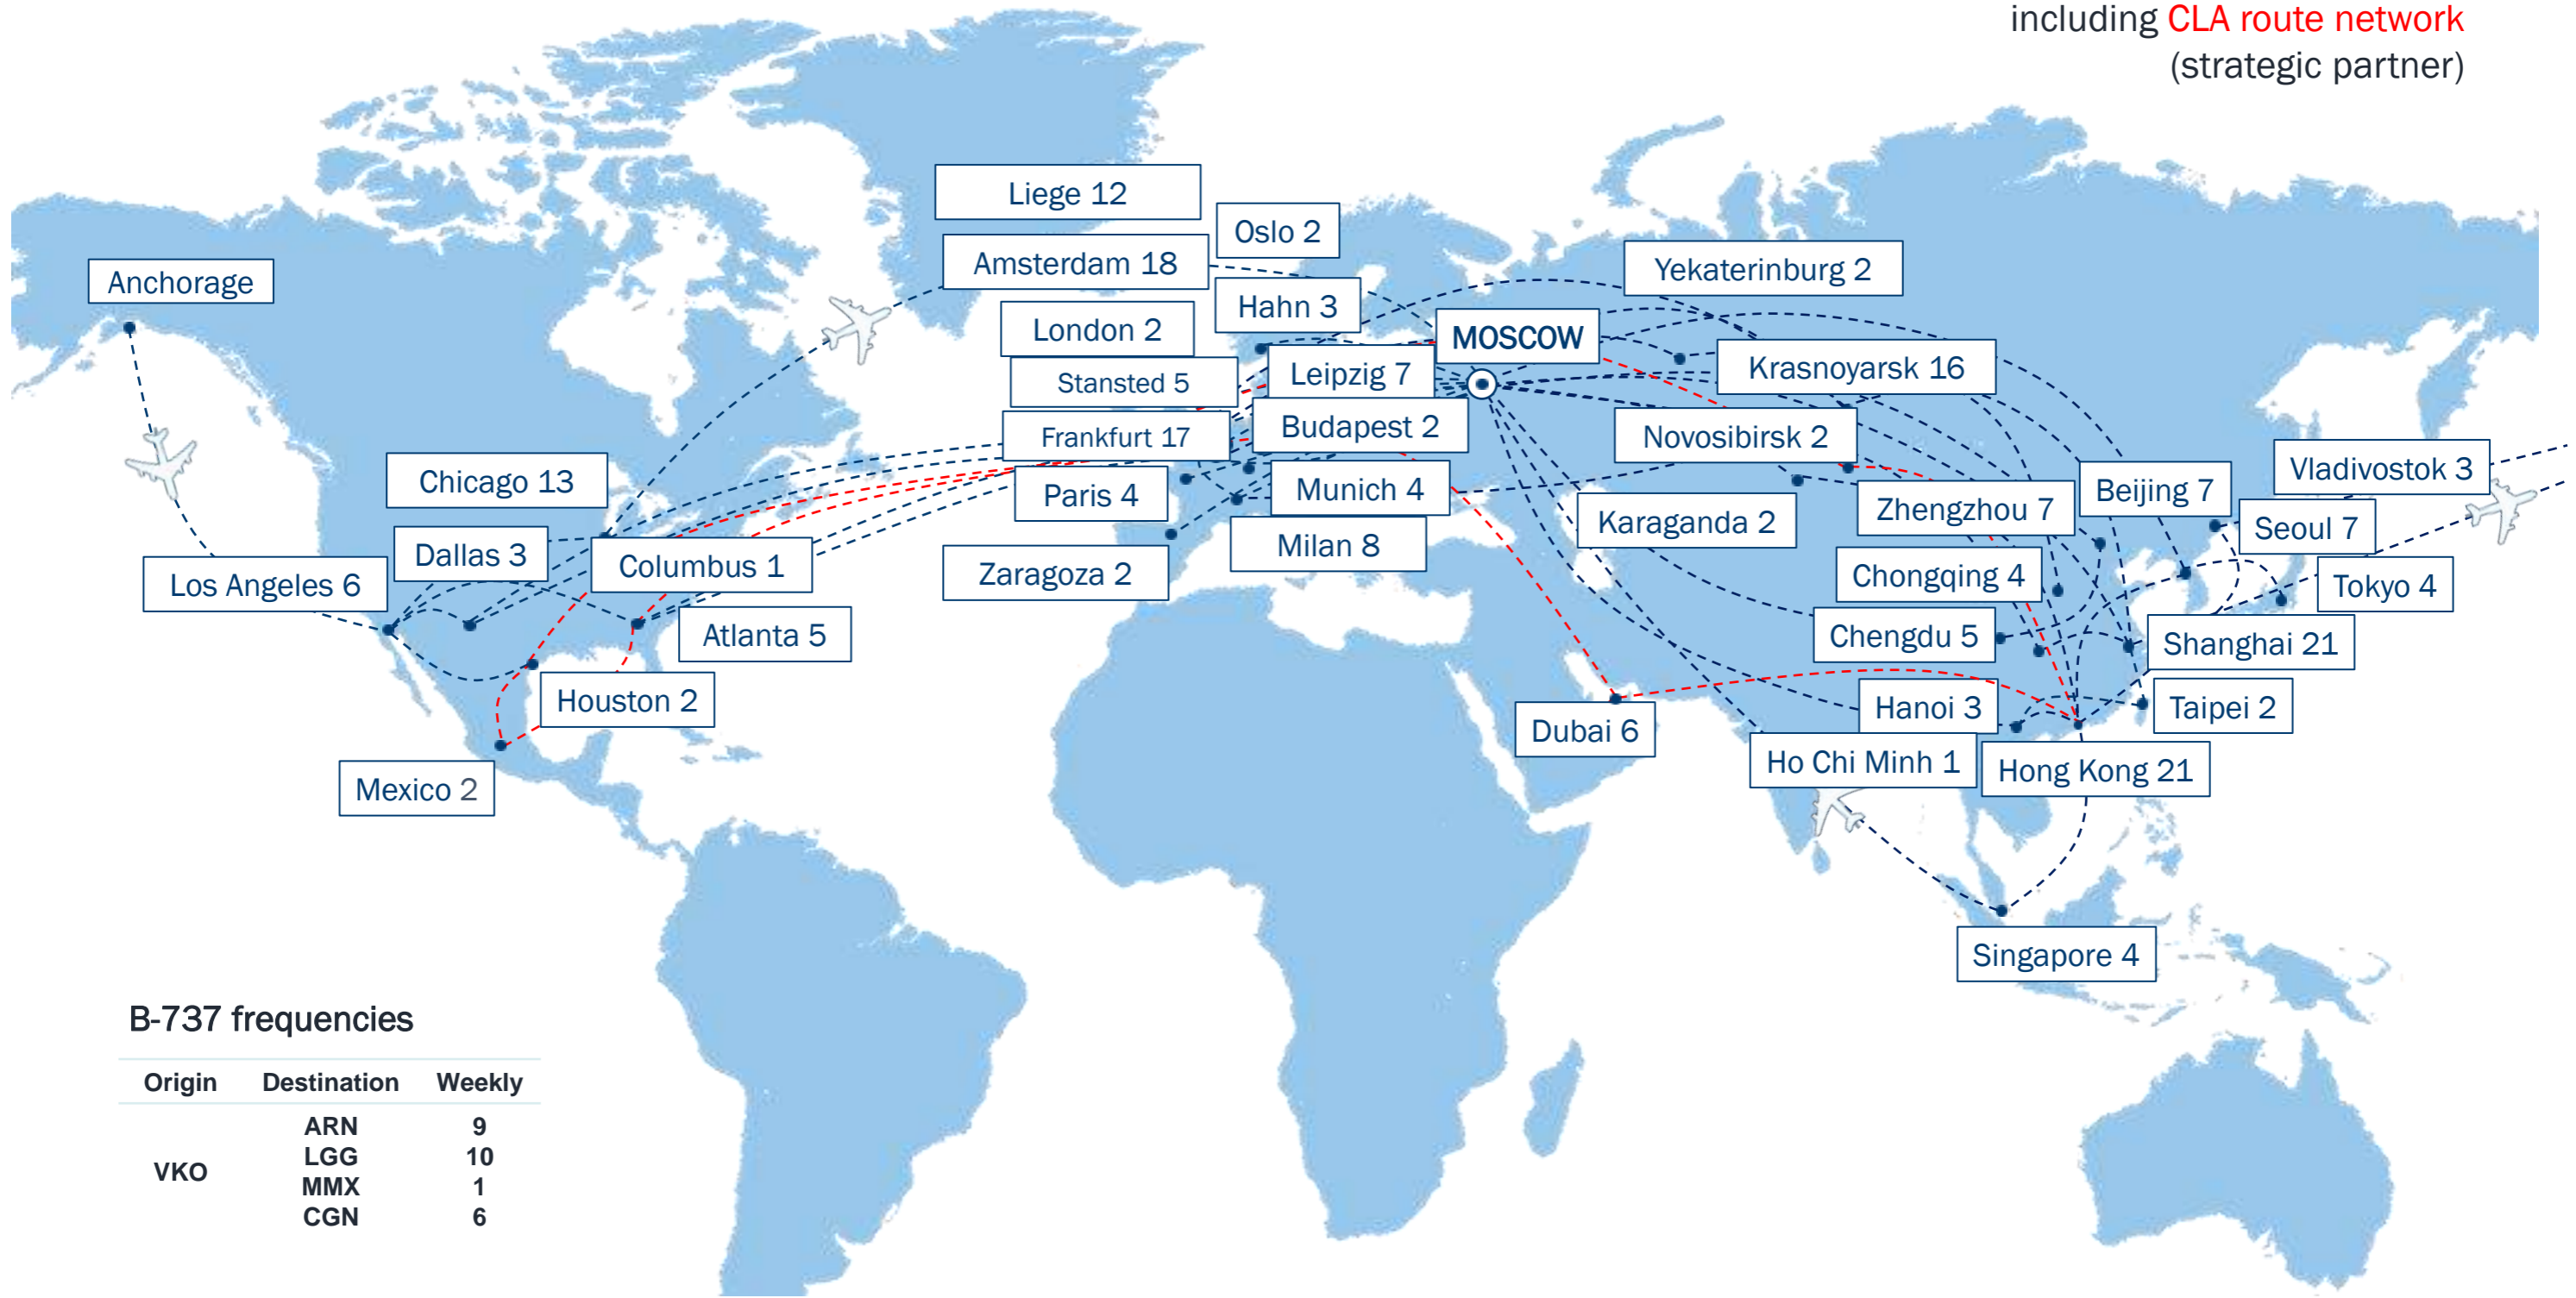 including CLA route network
(strategic partner)
Liege 12
Oslo 2
Amsterdam 18
Yekaterinburg 2
Anchorage
Hahn 3
London 2
MOSCOW
Stansted 5
Leipzig 7
Krasnoyarsk 16
Frankfurt 17
Budapest 2
Novosibirsk 2
Chicago 13
Paris 4
Munich 4
Vladivostok 3
Beijing 7
Zhengzhou 7
Karaganda 2
Seoul 7
Dallas 3
Milan 8
Columbus 1
Zaragoza 2
Chongqing 4
Los Angeles 6
Tokyo 4
Atlanta 5
Chengdu 5
Shanghai 21
Houston 2
Hanoi 3
Taipei 2
Dubai 6
Ho Chi Minh 1
Hong Kong 21
Mexico 2
Singapore 4
B-737 frequencies
Origin Destination Weekly
ARN 9
LGG 10
VKO
MMX 1
CGN 6